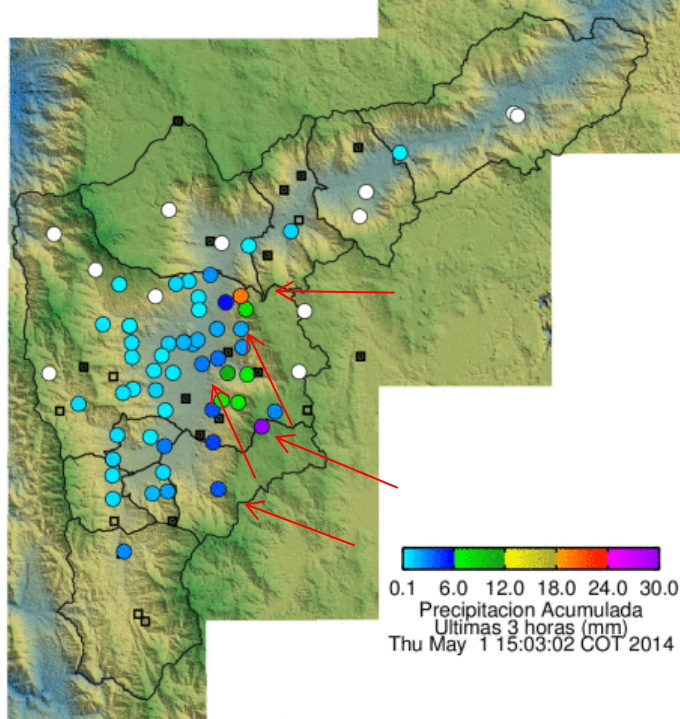 0.1 6.0 12.0 18.0 24.0 30.0
Precipitacion Acumulada
Ultimas 3 horas (mm)
Thu May 1 15:03:02 COT 2014